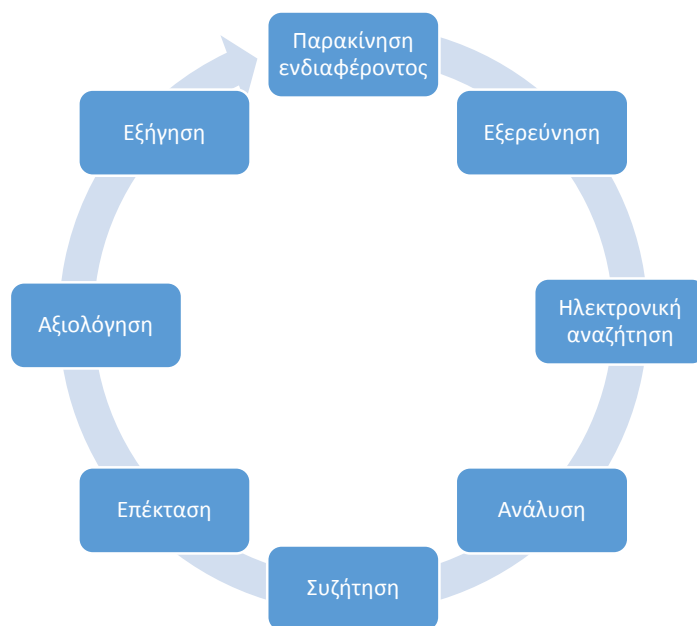 Παρακίνηση
ενδιαφέροντος
Εξερεύνηση
Ηλεκτρονική
αναζήτηση
Ανάλυση
Συζήτηση
Επέκταση
Αξιολόγηση
Εξήγηση